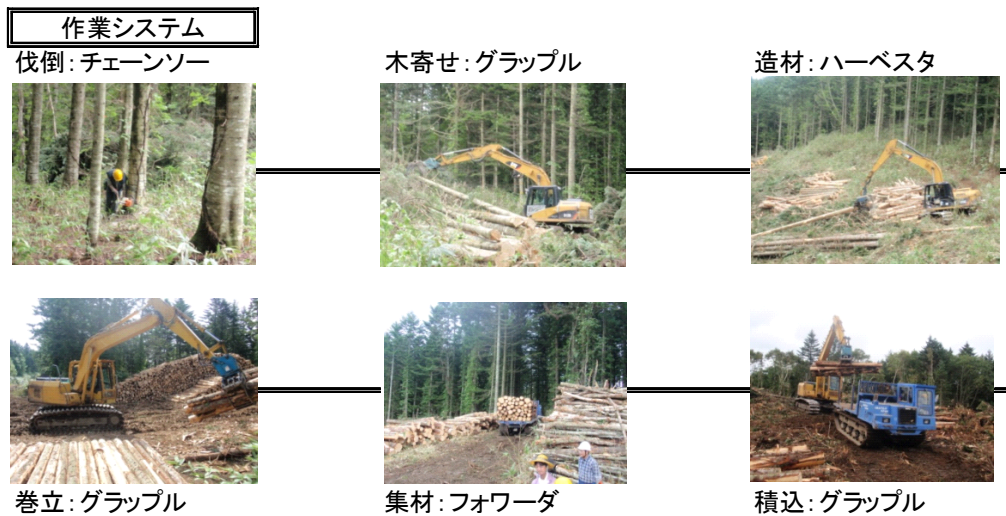 作業システム
伐倒：チェーンソー
木寄せ：グラップル
造材：ハーベスタ
巻立：グラップル
集材：フォワーダ
積込：グラップル